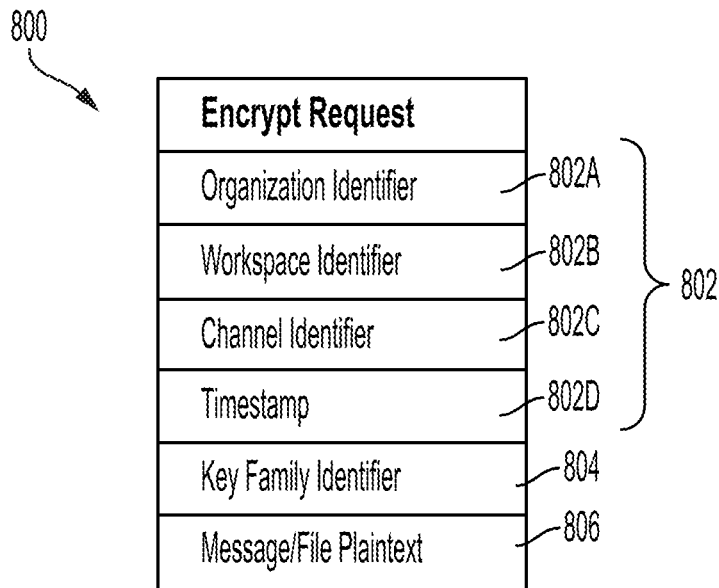 800
Encrypt Request
Organization Identifier 802A
Workspace Identifier 802B
Channel Identifier 802C
Timestamp 802D
802
Key Family Identifier 804
Message/File Plaintext 806